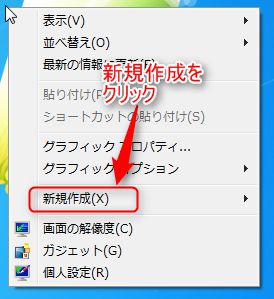 表示(V)
並べ替え(O)
最新の情報に更新(E)
新規作成を
クリック
貼り付け(P)
ショートカットの貼り付け(S)
グラフィック プロパティ...
グラフィック オプション
新規作成(X)
画面の解像度(C)
ガジェット(G)
個人設定(R)